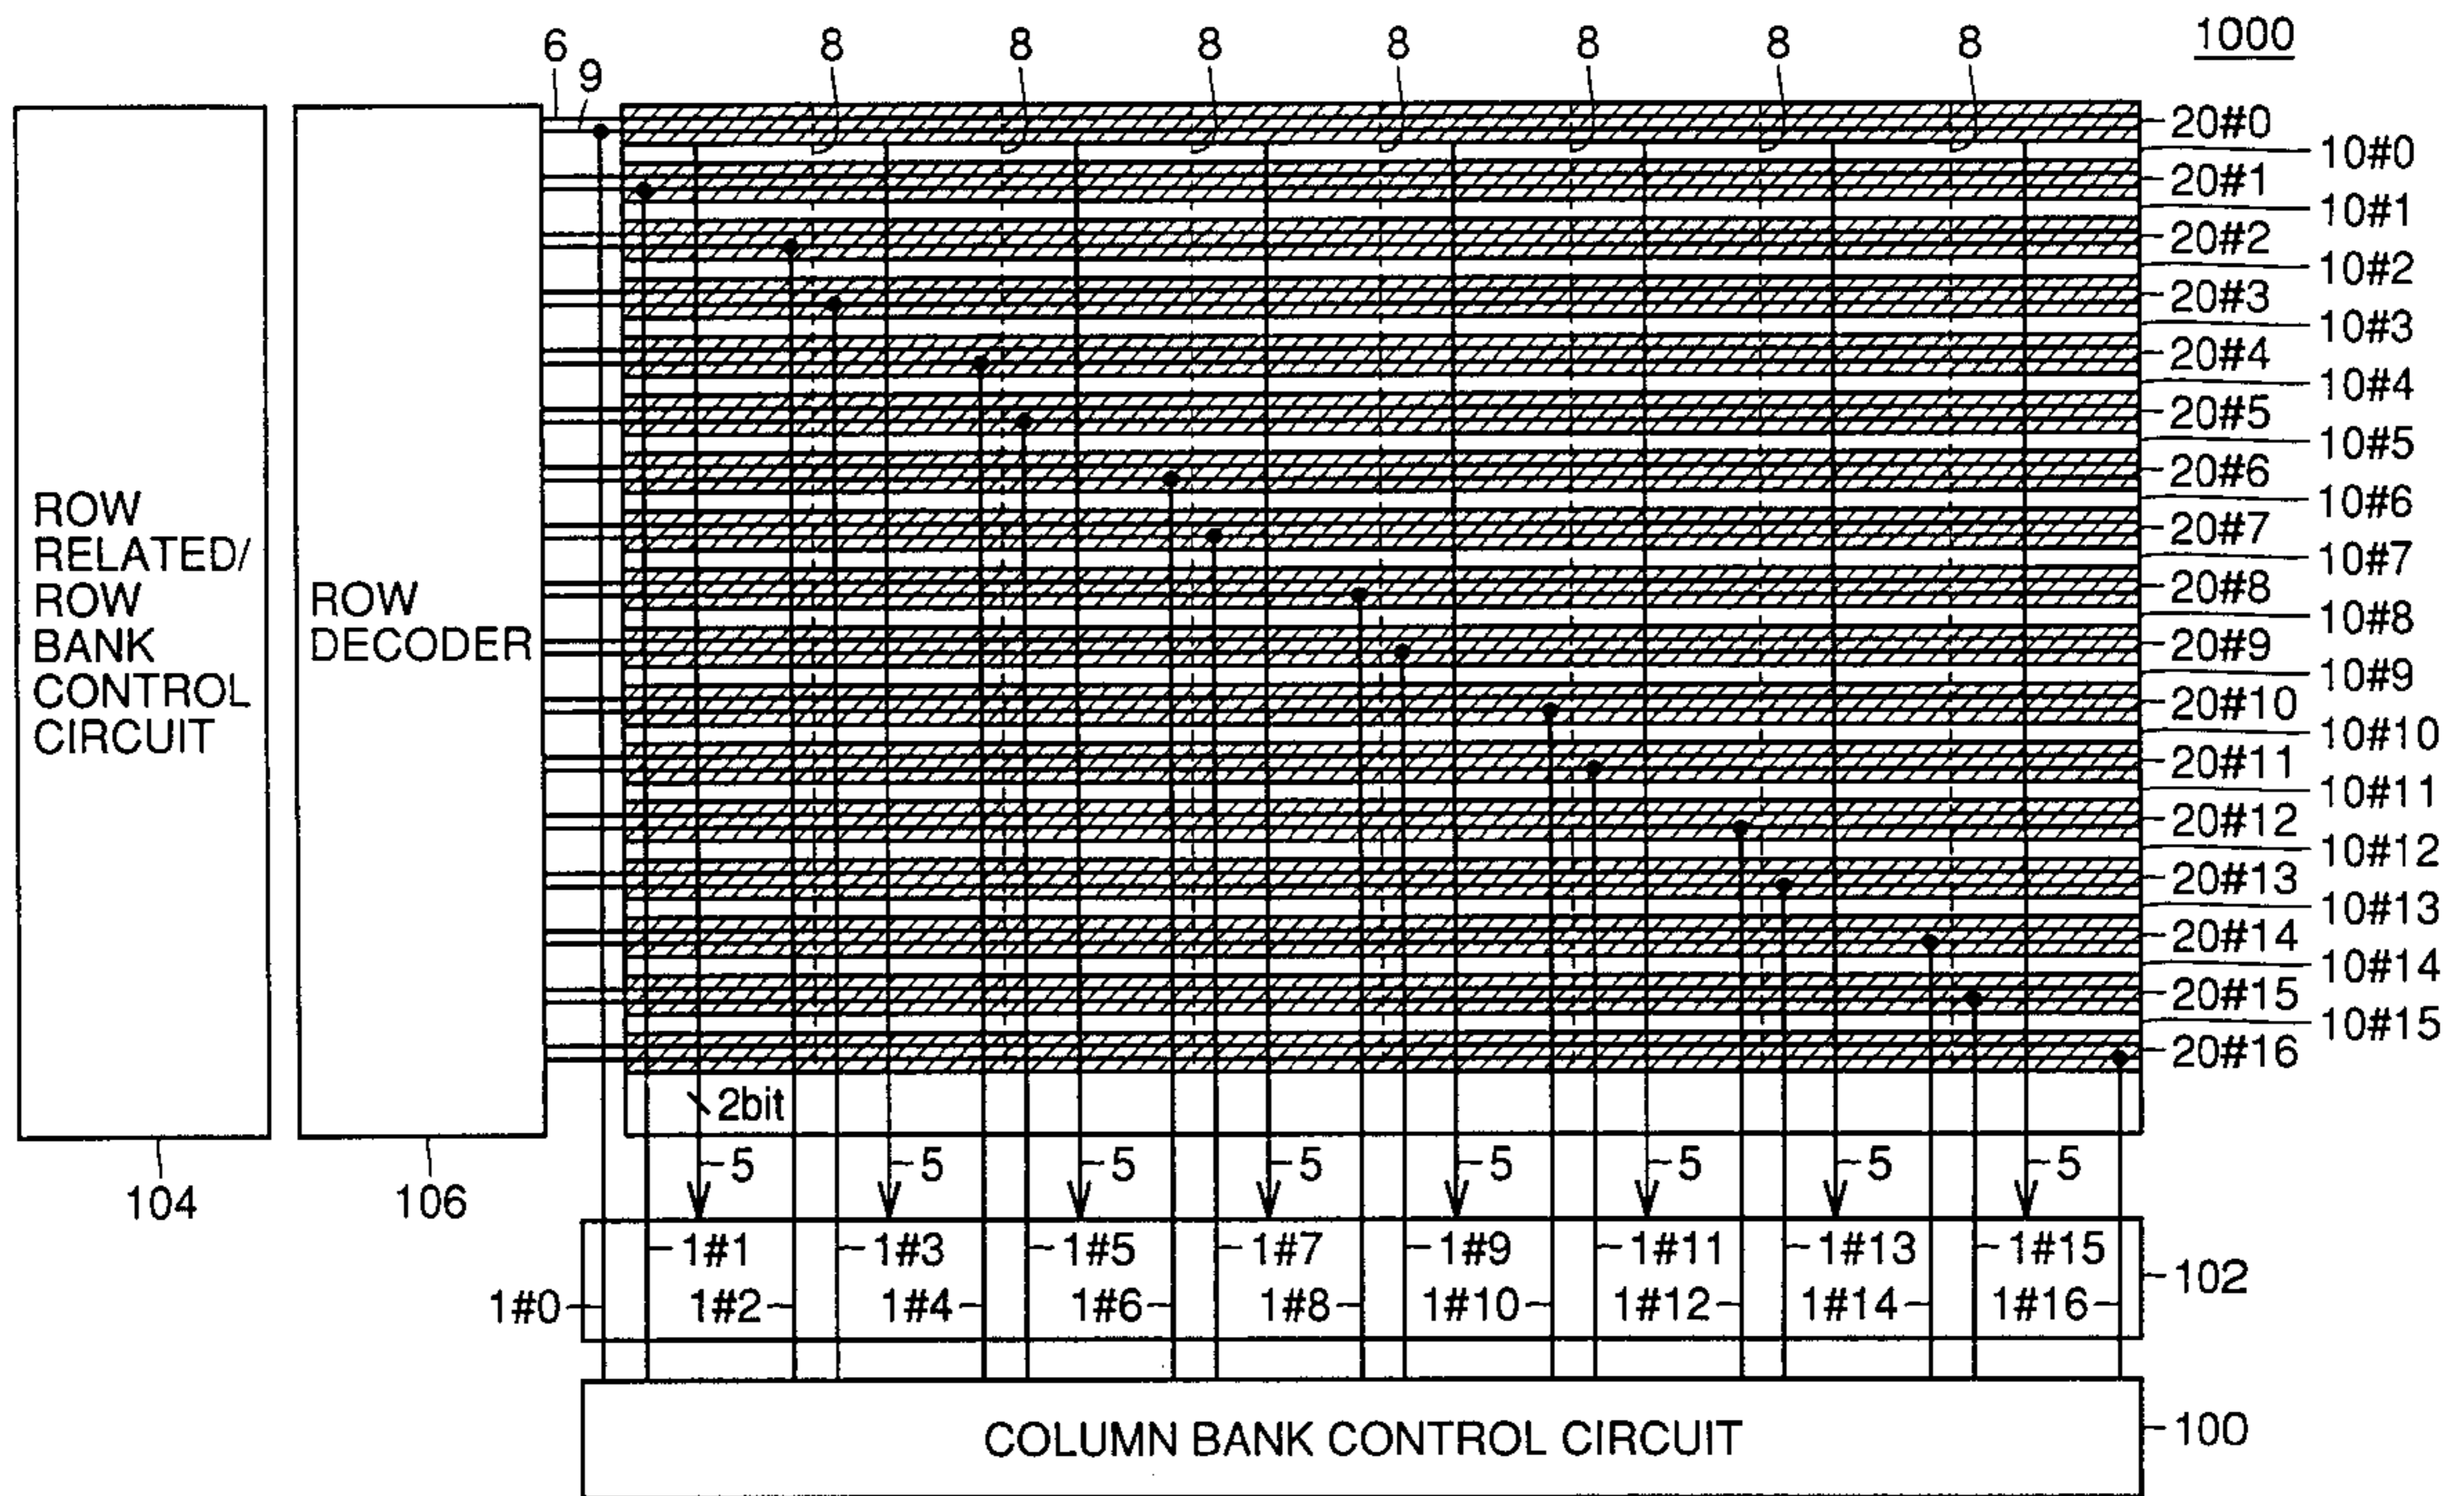 6 9 8 8 8 8 8 8 8 1000
20#0
10#0
20#1
10#1
20#2
10#2
20#3
10#3
20#4
10#4
20#5
10#5
20#6
10#6
20#7
10#7
20#8
10#8
20#9
10#9
20#10
10#10
20#11
10#11
20#12
10#12
20#13
10#13
20#14
10#14
20#15
10#15
20#16
ROW
RELATED/
ROW
BANK
CONTROL
CIRCUIT
ROW
DECODER
2bit
5 5 5 5 5 5 5 5
104 106
1#1 1#3 1#5 1#7 1#9 1#11 1#13 1#15
102
1#0 1#2 1#4 1#6 1#8 1#10 1#12 1#14 1#16
COLUMN BANK CONTROL CIRCUIT 100